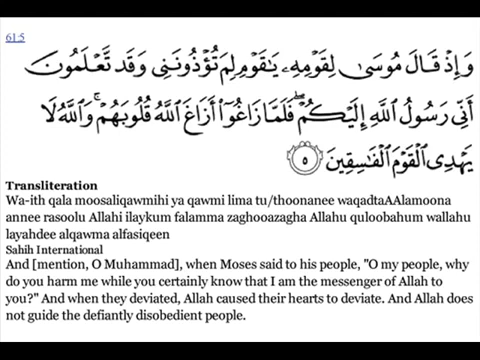 61:5
وَإِذْ قَالَ مُوسَىٰ لِقَوْمِهِۦ يَـٰقَوْمِ لِمَ تُؤْذُونَنِى وَقَد تَّعْلَمُونَ
أَنِّى رَسُولُ ٱللَّهِ إِلَيْكُمْ ۖ فَلَمَّا زَاغُوٓا۟ أَزَاغَ ٱللَّهُ قُلُوبَهُمْ ۚ وَٱللَّهُ لَا
يَهْدِى ٱلْقَوْمَ ٱلْفَـٰسِقِينَ ٥
Transliteration
Wa-ith qala moosaliqawmihi ya qawmi lima tu/thoonanee waqadtaAAlamoona
annee rasoolu Allahi ilaykum falamma zaghooazagha Allahu quloobahum wallahu
layahdee alqawma alfasiqeen
Sahih International
And [mention, O Muhammad], when Moses said to his people, "O my people, why
do you harm me while you certainly know that I am the messenger of Allah to
you?" And when they deviated, Allah caused their hearts to deviate. And Allah does
not guide the defiantly disobedient people.